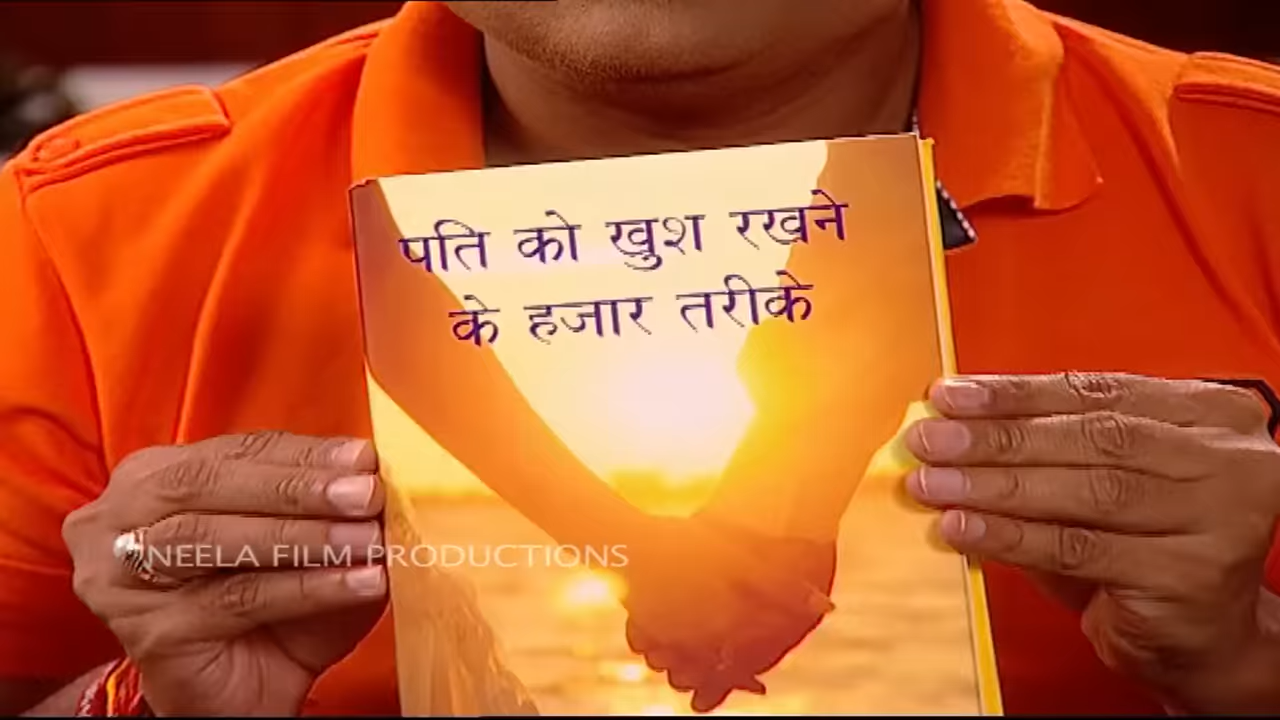 पति को खुश रखने
के हजार तरीके
NEELA FILM PRODUCTIONS